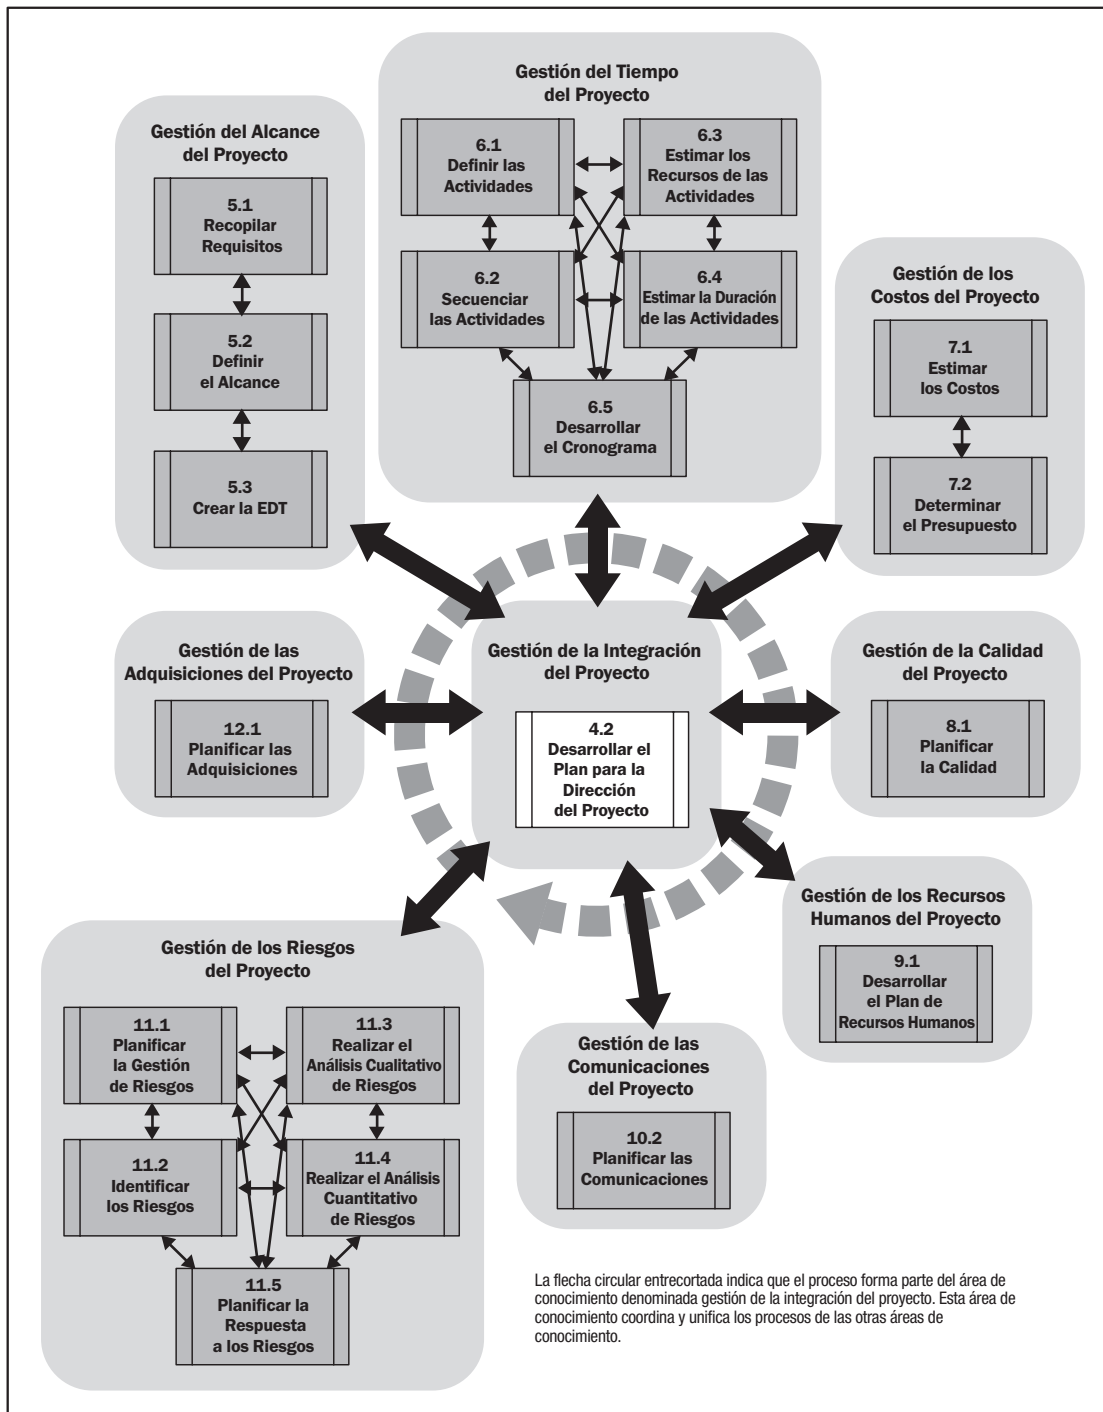 Gestión del Tiempo
del Proyecto
6.1
Definir las
Actividades
6.3
Estimar los
Recursos de las
Actividades
6.2
Secuenciar
las Actividades
6.4
Estimar la Duración
de las Actividades
6.5
Desarrollar
el Cronograma
Gestión del Alcance
del Proyecto
5.1
Recopilar
Requisitos
5.2
Definir
el Alcance
5.3
Crear la EDT
Gestión de los
Costos del Proyecto
7.1
Estimar
los Costos
7.2
Determinar
el Presupuesto
Gestión de las
Adquisiciones del Proyecto
12.1
Planificar las
Adquisiciones
Gestión de la Integración
del Proyecto
4.2
Desarrollar el
Plan para la
Dirección
del Proyecto
Gestión de la Calidad
del Proyecto
8.1
Planificar
la Calidad
Gestión de los Recursos
Humanos del Proyecto
9.1
Desarrollar
el Plan de
Recursos Humanos
Gestión de los Riesgos
del Proyecto
11.1
Planificar
la Gestión
de Riesgos
11.3
Realizar el
Análisis Cualitativo
de Riesgos
11.2
Identificar
los Riesgos
11.4
Realizar el Análisis
Cuantitativo
de Riesgos
11.5
Planificar la
Respuesta
a los Riesgos
Gestión de las
Comunicaciones
del Proyecto
10.2
Planificar las
Comunicaciones
La flecha circular entrecortada indica que el proceso forma parte del área de
conocimiento denominada gestión de la integración del proyecto. Esta área de
conocimiento coordina y unifica los procesos de las otras áreas de
conocimiento.